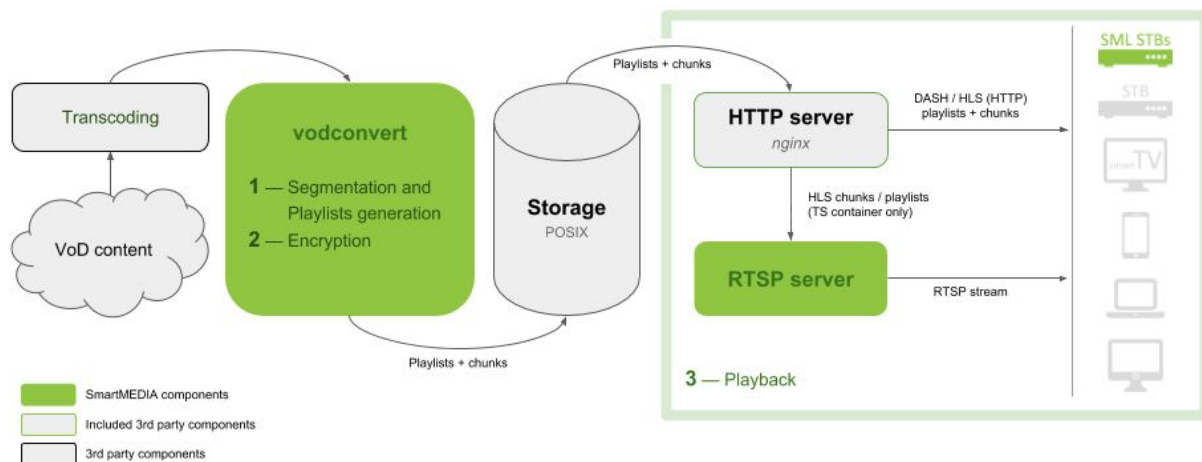 Transcoding
VoD content
vodconvert
1 — Segmentation and
Playlists generation
2 — Encryption
Playlists + chunks
Storage
POSIX
Playlists + chunks
HTTP server
nginx
DASH / HLS (HTTP)
playlists + chunks
HLS chunks / playlists
(TS container only)
RTSP server
RTSP stream
3 — Playback
SML STBs
STB
smart TV
SmartMEDIA components
Included 3rd party components
3rd party components